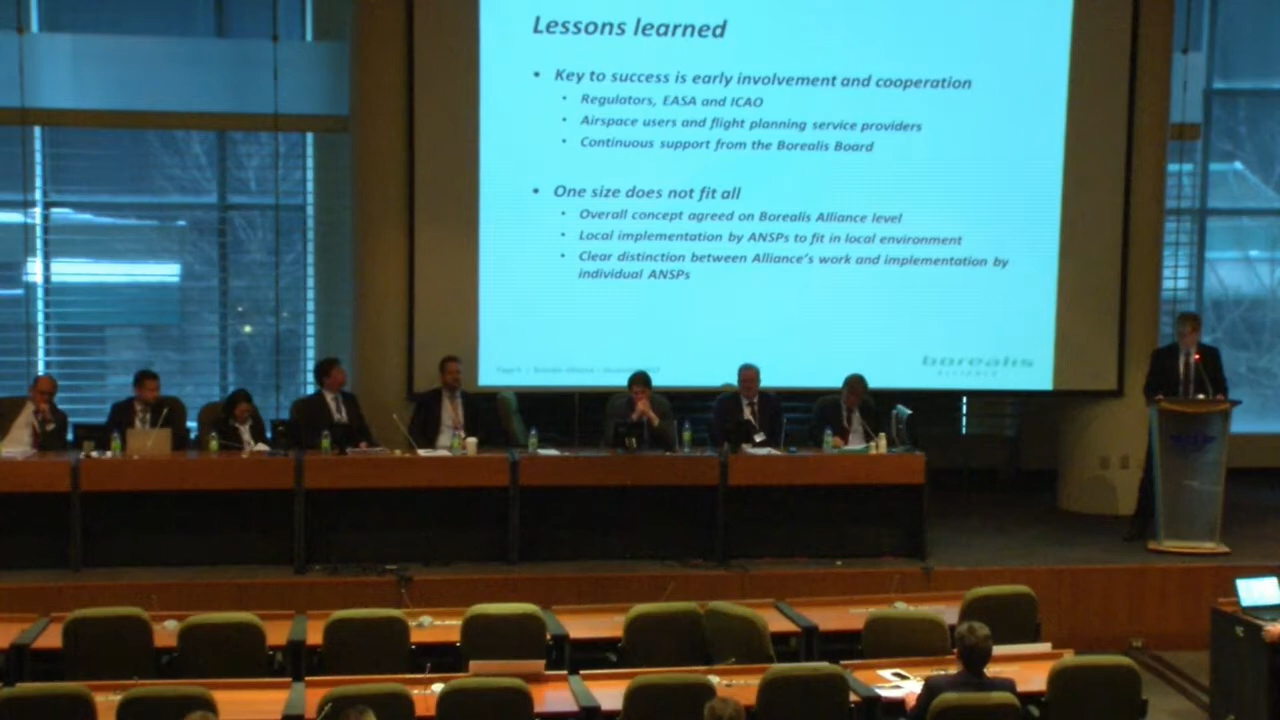 Lessons learned
• Key to success is early involvement and cooperation
• Regulators, EASA and ICAO
• Airspace users and flight planning service providers
• Continuous support from the Borealis Board
• One size does not fit all
• Overall concept agreed on Borealis Alliance level
• Local implementation by ANSPs to fit in local environment
• Clear distinction between Alliance's work and implementation by
individual ANSPs
borealis
ALLIANCE